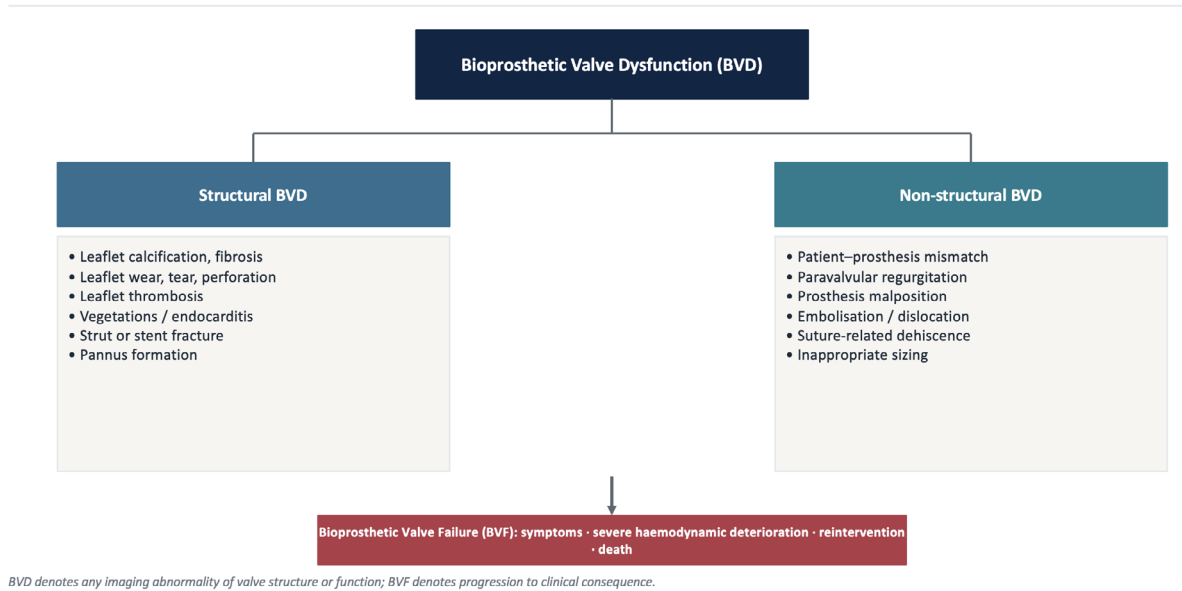 Bioprosthetic Valve Dysfunction (BVD)
Structural BVD
• Leaflet calcification, fibrosis
• Leaflet wear, tear, perforation
• Leaflet thrombosis
• Vegetations / endocarditis
• Strut or stent fracture
• Pannus formation
Non-structural BVD
• Patient–prosthesis mismatch
• Paravalvular regurgitation
• Prosthesis malposition
• Embolisation / dislocation
• Suture-related dehiscence
• Inappropriate sizing
Bioprosthetic Valve Failure (BVF): symptoms · severe haemodynamic deterioration · reintervention
· death
BVD denotes any imaging abnormality of valve structure or function; BVF denotes progression to clinical consequence.